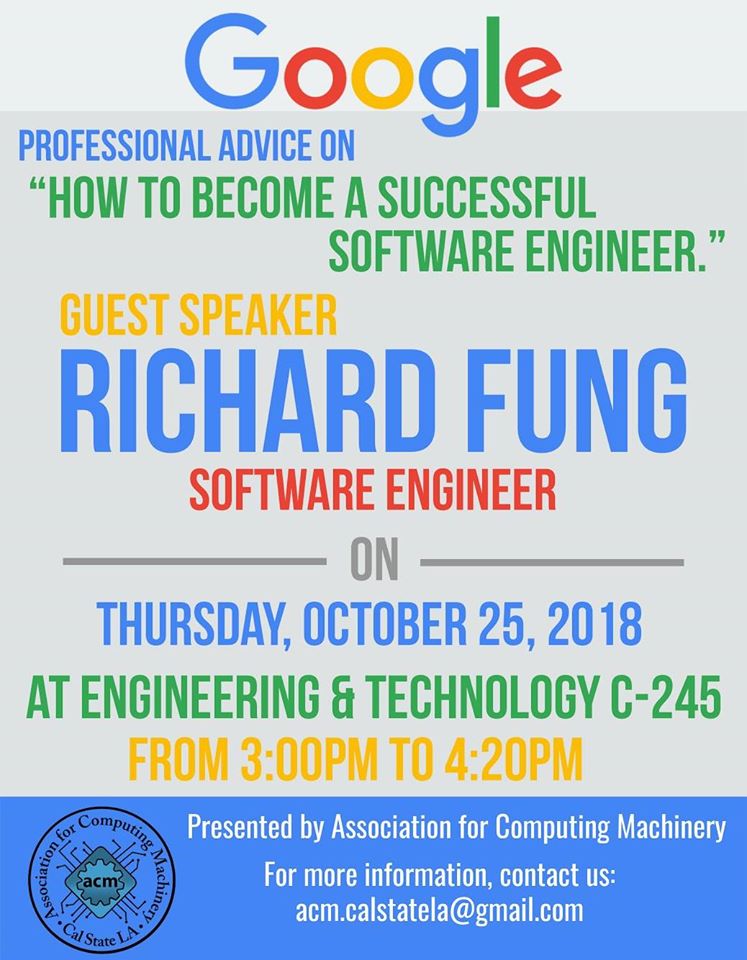 Google
PROFESSIONAL ADVICE ON
“HOW TO BECOME A SUCCESSFUL
SOFTWARE ENGINEER.”
GUEST SPEAKER
RICHARD FUNG
SOFTWARE ENGINEER
ON
THURSDAY, OCTOBER 25, 2018
AT ENGINEERING & TECHNOLOGY C-245
FROM 3:00PM TO 4:20PM
Association for Computing Machinery
acm
• Cal State LA •
Presented by Association for Computing Machinery
For more information, contact us:
acm.calstatela@gmail.com